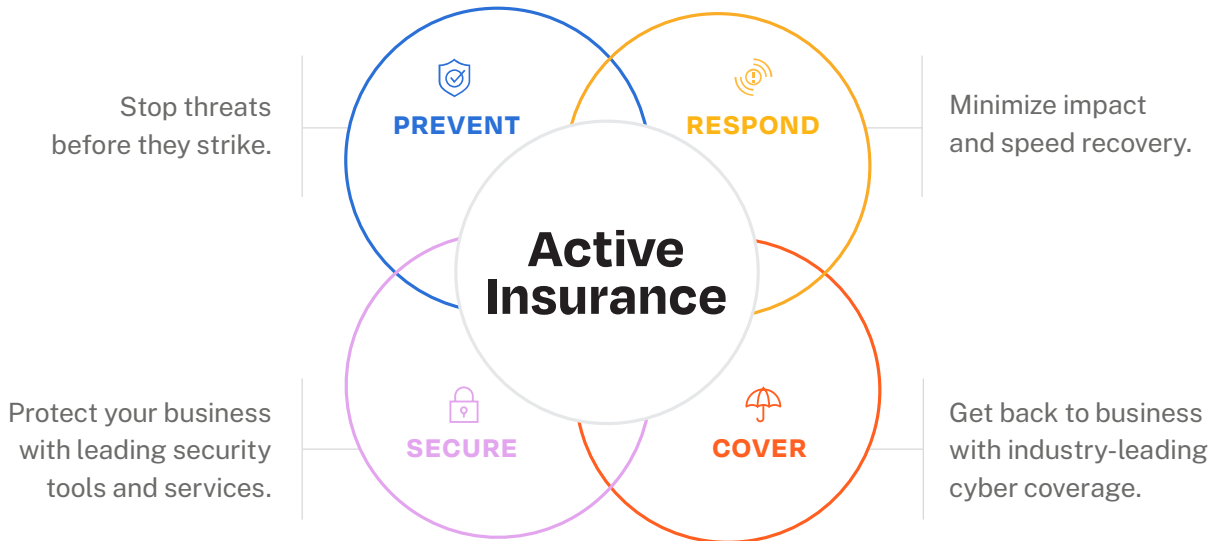 Stop threats
before they strike.
PREVENT
RESPOND
Minimize impact
and speed recovery.
Active
Insurance
Protect your business
with leading security
tools and services.
SECURE
COVER
Get back to business
with industry-leading
cyber coverage.